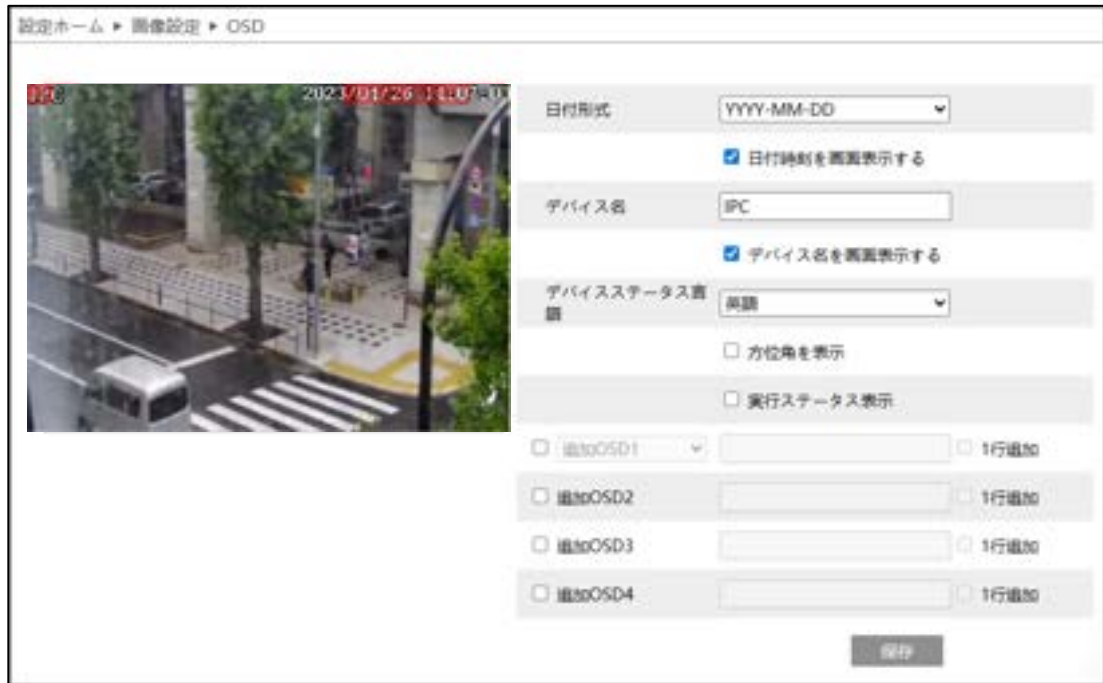 設定ホーム ▸ 画像設定 ▸ OSD
IPC
日付形式 YYYY-MM-DD
日付時刻を画面表示する
デバイス名 IPC
デバイス名を画面表示する
デバイスステータス言
語 英語
方位角を表示
実行ステータス表示
追加OSD1 1行追加
追加OSD2 1行追加
追加OSD3 1行追加
追加OSD4 1行追加
保存